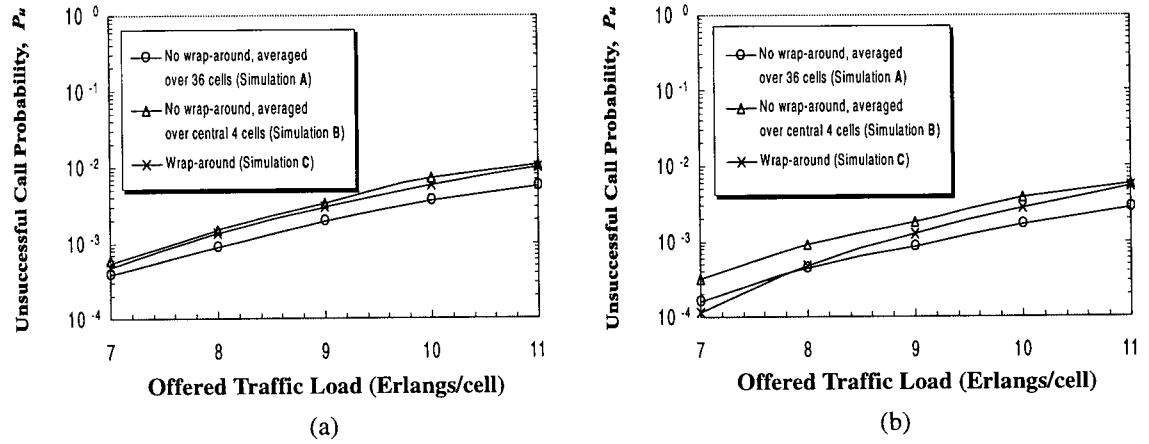 Unsuccessful Call Probability, Pu
10 0
10 -1
10 -2
10 -3
10 -4
No wrap-around, averaged
over 36 cells (Simulation A)
No wrap-around, averaged
over central 4 cells (Simulation B)
Wrap-around (Simulation C)
7 8 9 10 11
Offered Traffic Load (Erlangs/cell)
(a)
Unsuccessful Call Probability, Pu
10 0
10 -1
10 -2
10 -3
10 -4
No wrap-around, averaged
over 36 cells (Simulation A)
No wrap-around, averaged
over central 4 cells (Simulation B)
Wrap-around (Simulation C)
7 8 9 10 11
Offered Traffic Load (Erlangs/cell)
(b)